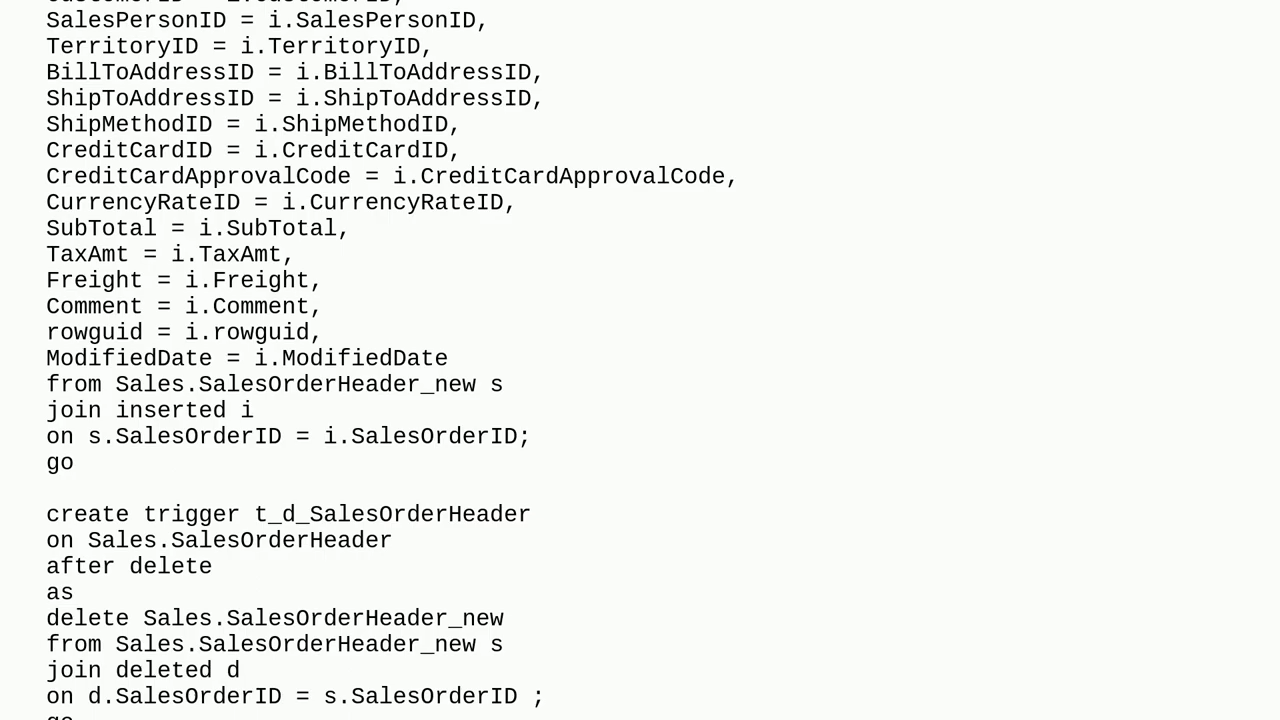 CustomerID = i.CustomerID,
SalesPersonID = i.SalesPersonID,
TerritoryID = i.TerritoryID,
BillToAddressID = i.BillToAddressID,
ShipToAddressID = i.ShipToAddressID,
ShipMethodID = i.ShipMethodID,
CreditCardID = i.CreditCardID,
CreditCardApprovalCode = i.CreditCardApprovalCode,
CurrencyRateID = i.CurrencyRateID,
SubTotal = i.SubTotal,
TaxAmt = i.TaxAmt,
Freight = i.Freight,
Comment = i.Comment,
rowguid = i.rowguid,
ModifiedDate = i.ModifiedDate
from Sales.SalesOrderHeader_new s
join inserted i
on s.SalesOrderID = i.SalesOrderID;
go

create trigger t_d_SalesOrderHeader
on Sales.SalesOrderHeader
after delete
as
delete Sales.SalesOrderHeader_new
from Sales.SalesOrderHeader_new s
join deleted d
on d.SalesOrderID = s.SalesOrderID ;
go